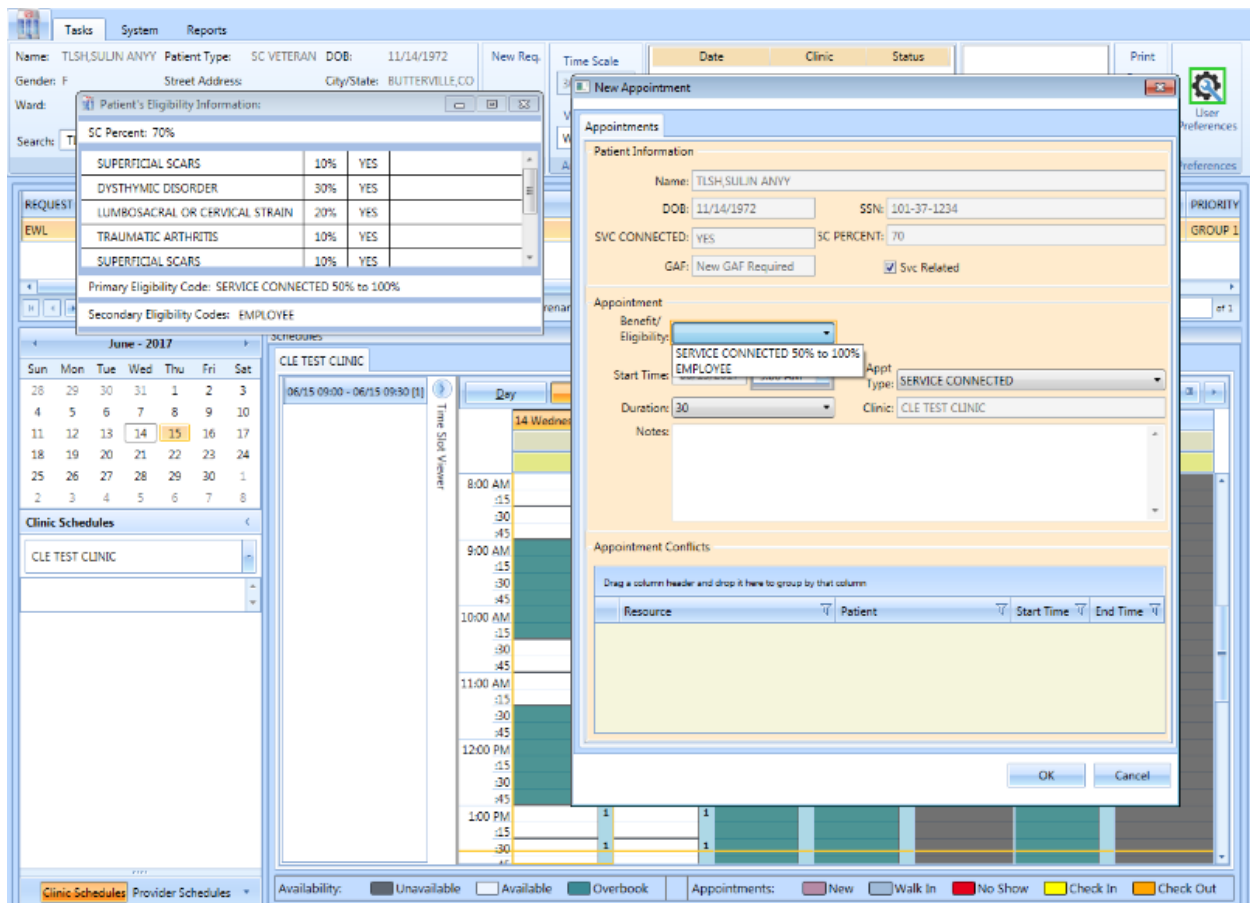 Tasks System Reports
Name: TLSH,SULJN ANYY Patient Type: SC VETERAN DOB: 11/14/1972 New Req. Time Scale Date Clinic Status Print
Gender: F Street Address: City/State: BUTTERVILLE,CO
Ward:
Search:
User Preferences
Patient's Eligibility Information:
SC Percent: 70%
SUPERFICIAL SCARS 10% YES
DYSTHYMIC DISORDER 30% YES
LUMBOSACRAL OR CERVICAL STRAIN 20% YES
TRAUMATIC ARTHRITIS 10% YES
SUPERFICIAL SCARS 10% YES
Primary Eligibility Code: SERVICE CONNECTED 50% to 100%
Secondary Eligibility Codes: EMPLOYEE
REQUEST PRIORITY
EWL GROUP 1
of 1
New Appointment
Appointments
Patient Information
Name: TLSH,SULJN ANYY
DOB: 11/14/1972 SSN: 101-37-1234
SVC CONNECTED: YES SC PERCENT: 70
GAF: New GAF Required Svc Related
Appointment
Benefit/
Eligibility:
SERVICE CONNECTED 50% to 100%
EMPLOYEE
Start Time: Appt
Type: SERVICE CONNECTED
Duration: 30 Clinic: CLE TEST CLINIC
Notes:
Appointment Conflicts
Drag a column header and drop it here to group by that column
Resource Patient Start Time End Time
OK Cancel
June - 2017
Sun Mon Tue Wed Thu Fri Sat
28 29 30 31 1 2 3
4 5 6 7 8 9 10
11 12 13 14 15 16 17
18 19 20 21 22 23 24
25 26 27 28 29 30 1
2 3 4 5 6 7 8
Clinic Schedules
CLE TEST CLINIC
Clinic Schedules Provider Schedules
Schedules
CLE TEST CLINIC
06/15 09:00 - 06/15 09:30 [1]
Time Slot Viewer
Day
14 Wednes
8:00 AM
:15
:30
:45
9:00 AM
:15
:30
:45
10:00 AM
:15
:30
:45
11:00 AM
:15
:30
:45
12:00 PM
:15
:30
:45
1:00 PM 1 1
:15
:30 1 1
Availability: Unavailable Available Overbook Appointments: New Walk In No Show Check In Check Out